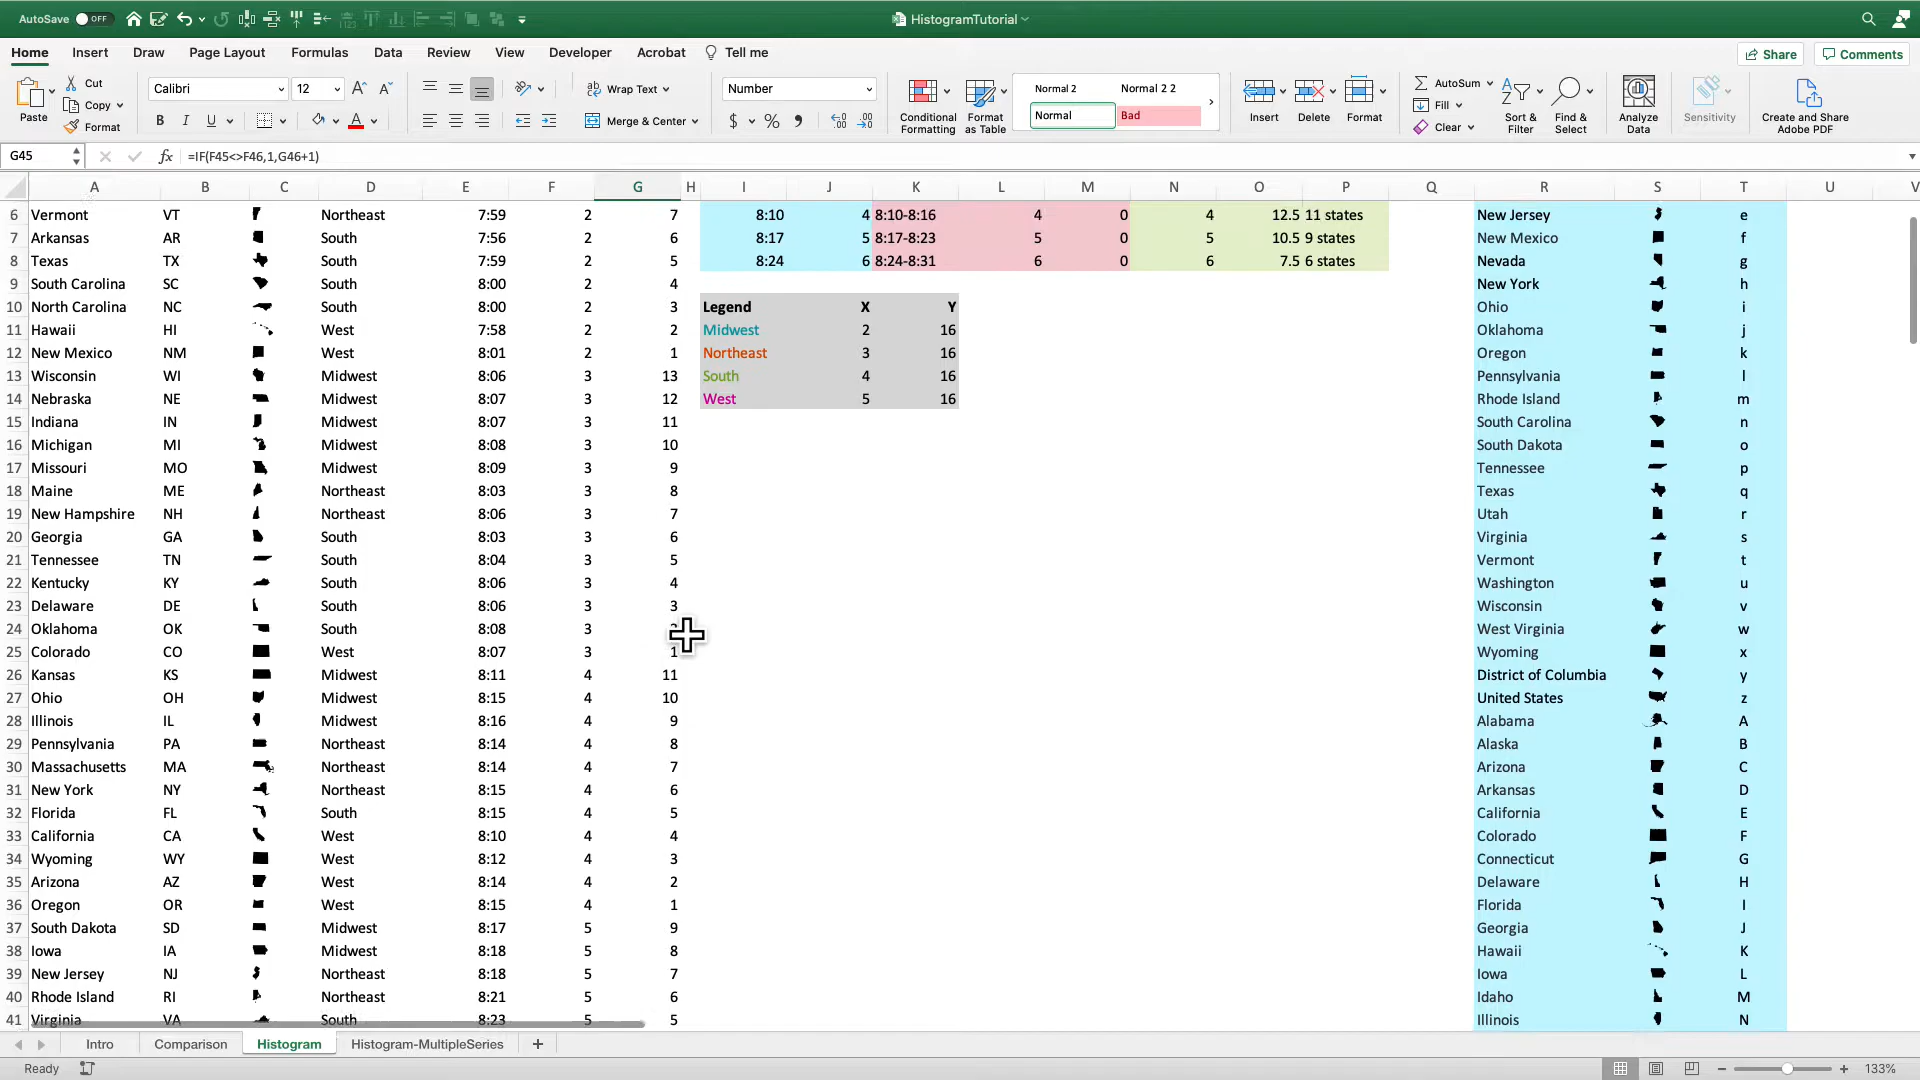 AutoSave OFF HistogramTutorial
Home Insert Draw Page Layout Formulas Data Review View Developer Acrobat Tell me Share Comments
Paste Cut Copy Format Calibri 12 B I U A Wrap Text Merge & Center Number $ % Conditional Formatting Format as Table Normal 2 Normal 2 2 Normal Bad Insert Delete Format AutoSum Fill Clear Sort & Filter Find & Select Analyze Data Sensitivity Create and Share Adobe PDF
G45 fx =IF(F45<>F46,1,G46+1)
A B C D E F G H I J K L M N O P Q R S T U V
6 Vermont VT Northeast 7:59 2 7 8:10 4 8:10-8:16 4 0 4 12.5 11 states New Jersey e
7 Arkansas AR South 7:56 2 6 8:17 5 8:17-8:23 5 0 5 10.5 9 states New Mexico f
8 Texas TX South 7:59 2 5 8:24 6 8:24-8:31 6 0 6 7.5 6 states Nevada g
9 South Carolina SC South 8:00 2 4 New York h
10 North Carolina NC South 8:00 2 3 Legend X Y Ohio i
11 Hawaii HI West 7:58 2 2 Midwest 2 16 Oklahoma j
12 New Mexico NM West 8:01 2 1 Northeast 3 16 Oregon k
13 Wisconsin WI Midwest 8:06 3 13 South 4 16 Pennsylvania l
14 Nebraska NE Midwest 8:07 3 12 West 5 16 Rhode Island m
15 Indiana IN Midwest 8:07 3 11 South Carolina n
16 Michigan MI Midwest 8:08 3 10 South Dakota o
17 Missouri MO Midwest 8:09 3 9 Tennessee p
18 Maine ME Northeast 8:03 3 8 Texas q
19 New Hampshire NH Northeast 8:06 3 7 Utah r
20 Georgia GA South 8:03 3 6 Virginia s
21 Tennessee TN South 8:04 3 5 Vermont t
22 Kentucky KY South 8:06 3 4 Washington u
23 Delaware DE South 8:06 3 3 Wisconsin v
24 Oklahoma OK South 8:08 3 West Virginia w
25 Colorado CO West 8:07 3 1 Wyoming x
26 Kansas KS Midwest 8:11 4 11 District of Columbia y
27 Ohio OH Midwest 8:15 4 10 United States z
28 Illinois IL Midwest 8:16 4 9 Alabama A
29 Pennsylvania PA Northeast 8:14 4 8 Alaska B
30 Massachusetts MA Northeast 8:14 4 7 Arizona C
31 New York NY Northeast 8:15 4 6 Arkansas D
32 Florida FL South 8:15 4 5 California E
33 California CA West 8:10 4 4 Colorado F
34 Wyoming WY West 8:12 4 3 Connecticut G
35 Arizona AZ West 8:14 4 2 Delaware H
36 Oregon OR West 8:15 4 1 Florida I
37 South Dakota SD Midwest 8:17 5 9 Georgia J
38 Iowa IA Midwest 8:18 5 8 Hawaii K
39 New Jersey NJ Northeast 8:18 5 7 Iowa L
40 Rhode Island RI Northeast 8:21 5 6 Idaho M
41 Virginia VA South 8:23 5 5 Illinois N
Intro Comparison Histogram Histogram-MultipleSeries +
Ready 133%